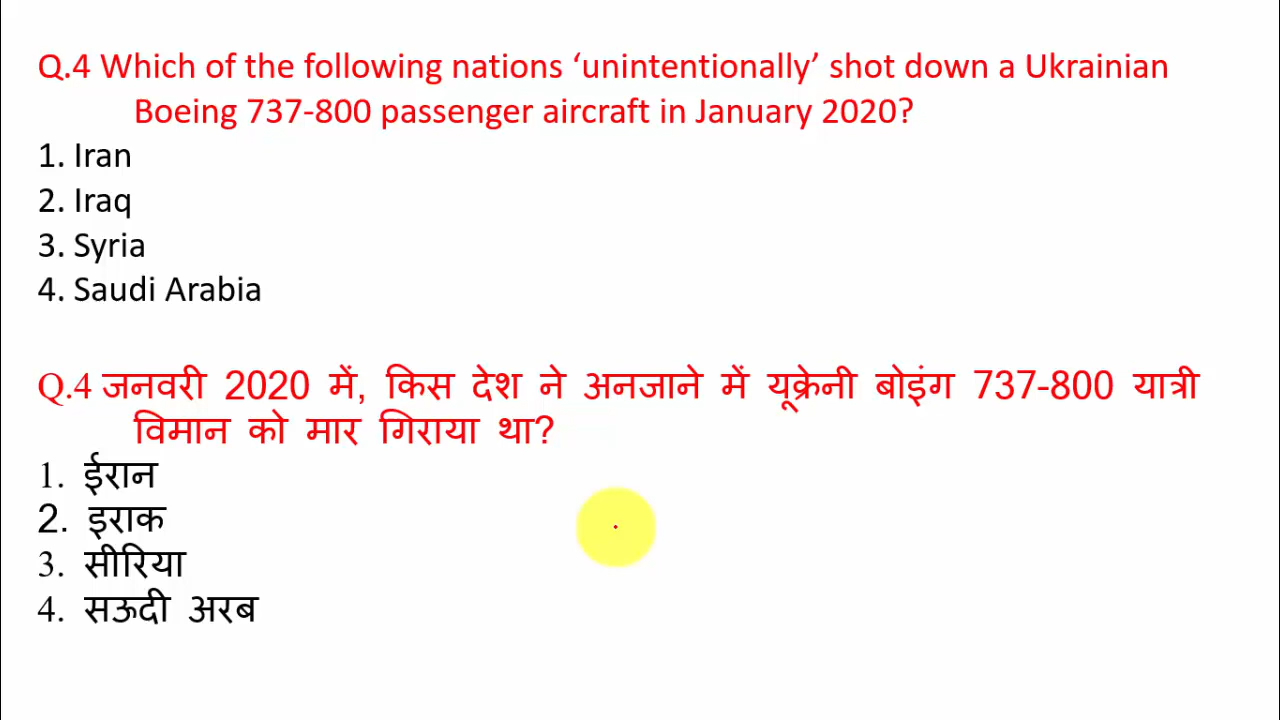 Q.4 Which of the following nations ‘unintentionally’ shot down a Ukrainian
Boeing 737-800 passenger aircraft in January 2020?
1. Iran
2. Iraq
3. Syria
4. Saudi Arabia
Q.4 जनवरी 2020 में, किस देश ने अनजाने में यूक्रेनी बोइंग 737-800 यात्री
विमान को मार गिराया था?
1. ईरान
2. इराक
3. सीरिया
4. सऊदी अरब